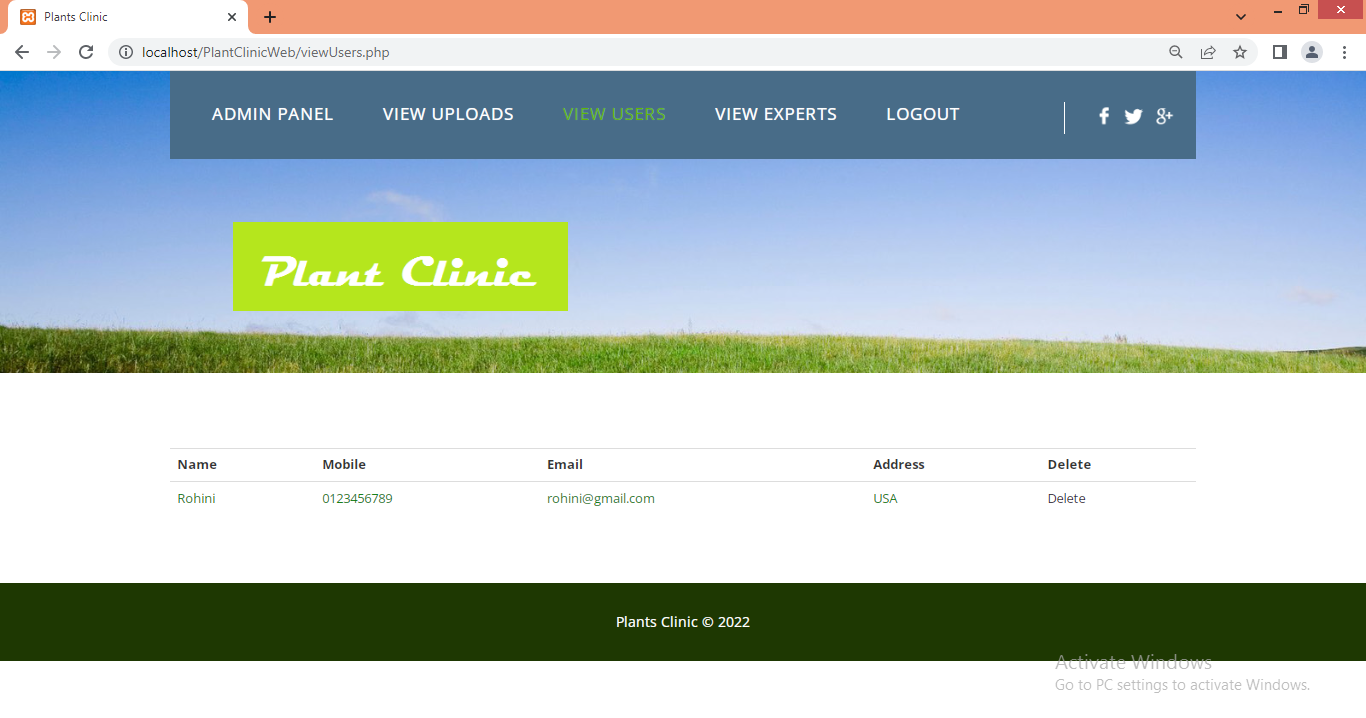 Plants Clinic
localhost/PlantClinicWeb/viewUsers.php
ADMIN PANEL VIEW UPLOADS VIEW USERS VIEW EXPERTS LOGOUT
Plant Clinic
Name Mobile Email Address Delete
Rohini 0123456789 rohini@gmail.com USA Delete
Plants Clinic © 2022
Activate Windows
Go to PC settings to activate Windows.